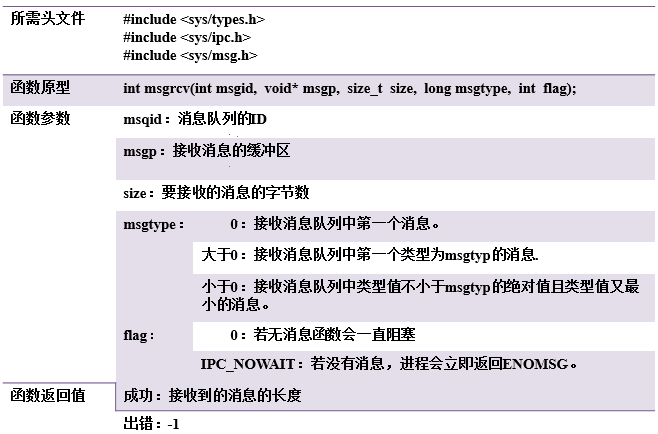 所需头文件
#include <sys/types.h>
#include <sys/ipc.h>
#include <sys/msg.h>
函数原型 int msgrcv(int msgid, void* msgp, size_t size, long msgtype, int flag);
函数参数 msqid：消息队列的ID
msgp：接收消息的缓冲区
size：要接收的消息的字节数
msgtype： 0：接收消息队列中第一个消息。
大于0：接收消息队列中第一个类型为msgtyp的消息.
小于0：接收消息队列中类型值不小于msgtyp的绝对值且类型值又最
小的消息。
flag： 0：若无消息函数会一直阻塞
IPC_NOWAIT：若没有消息，进程会立即返回ENOMSG。
函数返回值 成功：接收到的消息的长度
出错：-1